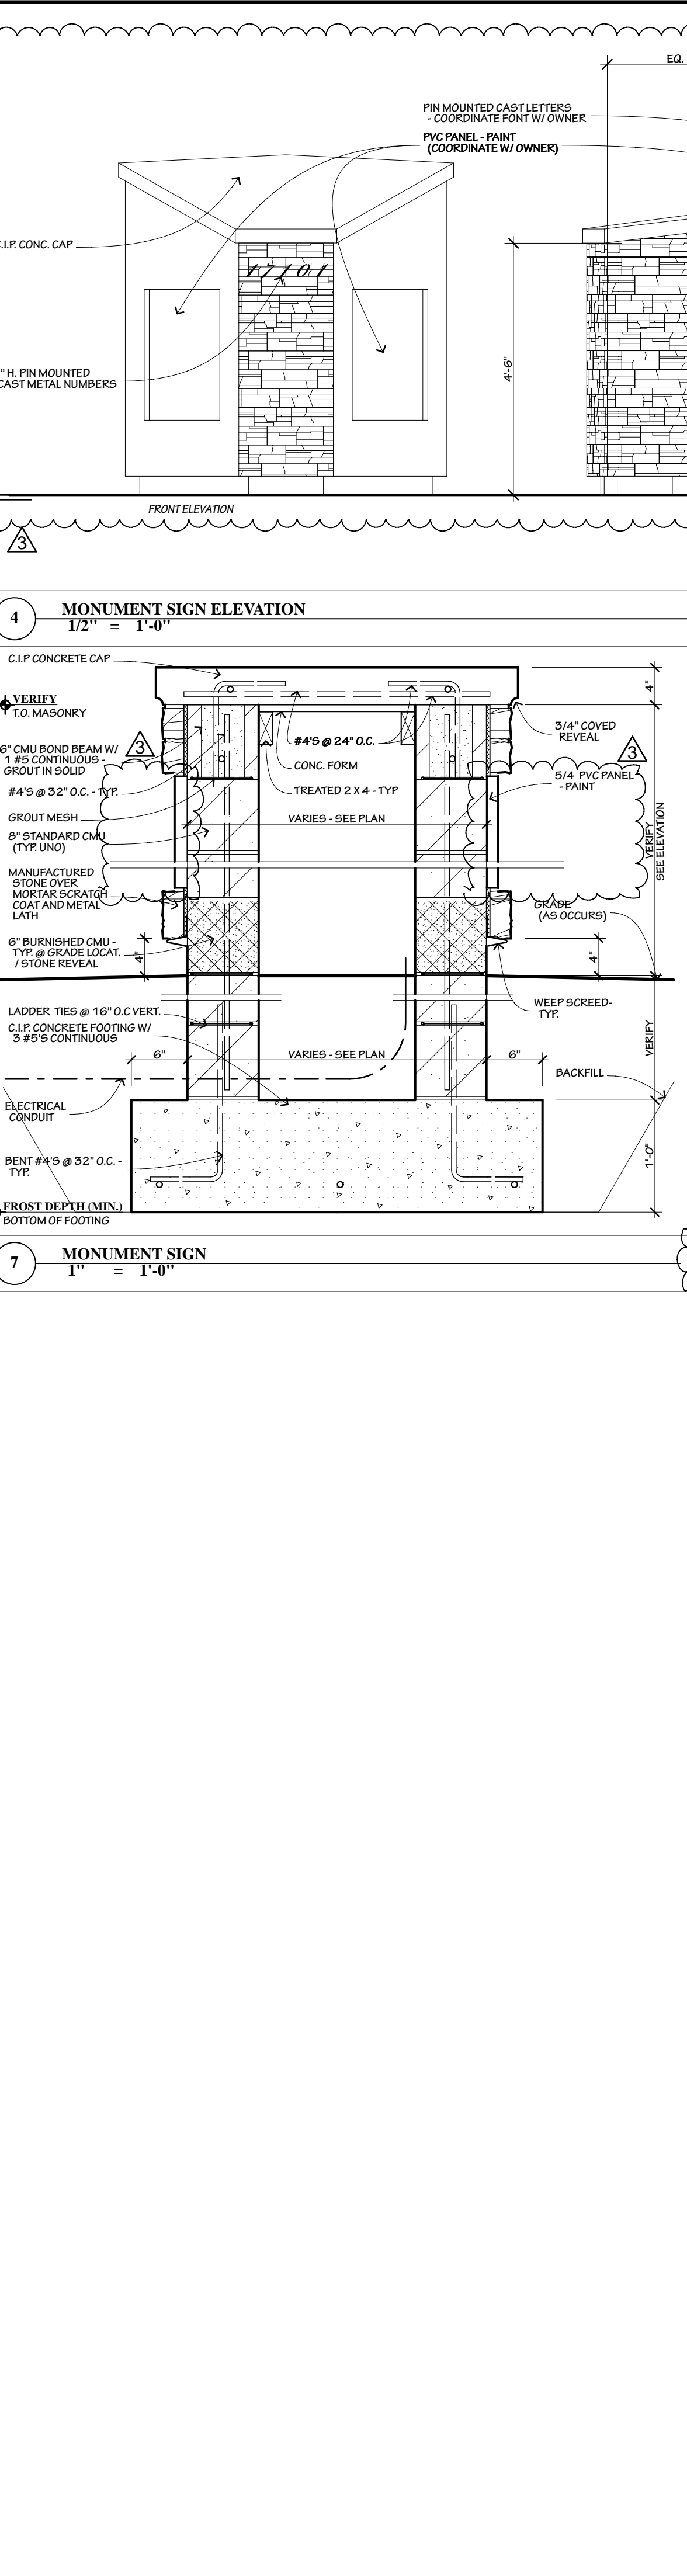 EQ.
PIN MOUNTED CAST LETTERS
- COORDINATE FONT W/ OWNER
PVC PANEL - PAINT
(COORDINATE W/ OWNER)
C.I.P. CONC. CAP
4'-6"
" H. PIN MOUNTED
CAST METAL NUMBERS
FRONT ELEVATION
3
4
MONUMENT SIGN ELEVATION
1/2" = 1'-0"
C.I.P CONCRETE CAP
4"
VERIFY
T.O. MASONRY
3/4" COVED
REVEAL
6" CMU BOND BEAM W/
1 #5 CONTINUOUS -
GROUT IN SOLID
3
#4'S @ 24" O.C.
3
CONC. FORM
5/4 PVC PANEL
- PAINT
#4'S @ 32" O.C. - TYP.
TREATED 2 X 4 - TYP
GROUT MESH
VARIES - SEE PLAN
8" STANDARD CMU
(TYP. UNO)
VERIFY
SEE ELEVATION
MANUFACTURED
STONE OVER
MORTAR SCRATCH
COAT AND METAL
LATH
GRADE
(AS OCCURS)
6" BURNISHED CMU -
TYP. @ GRADE LOCAT.
/ STONE REVEAL
4"
4"
WEEP SCREED-
TYP.
LADDER TIES @ 16" O.C VERT.
C.I.P. CONCRETE FOOTING W/
3 #5'S CONTINUOUS
VERIFY
6"
VARIES - SEE PLAN
6"
BACKFILL
ELECTRICAL
CONDUIT
1'-0"
BENT #4'S @ 32" O.C. -
TYP.
FROST DEPTH (MIN.)
BOTTOM OF FOOTING
7
MONUMENT SIGN
1" = 1'-0"